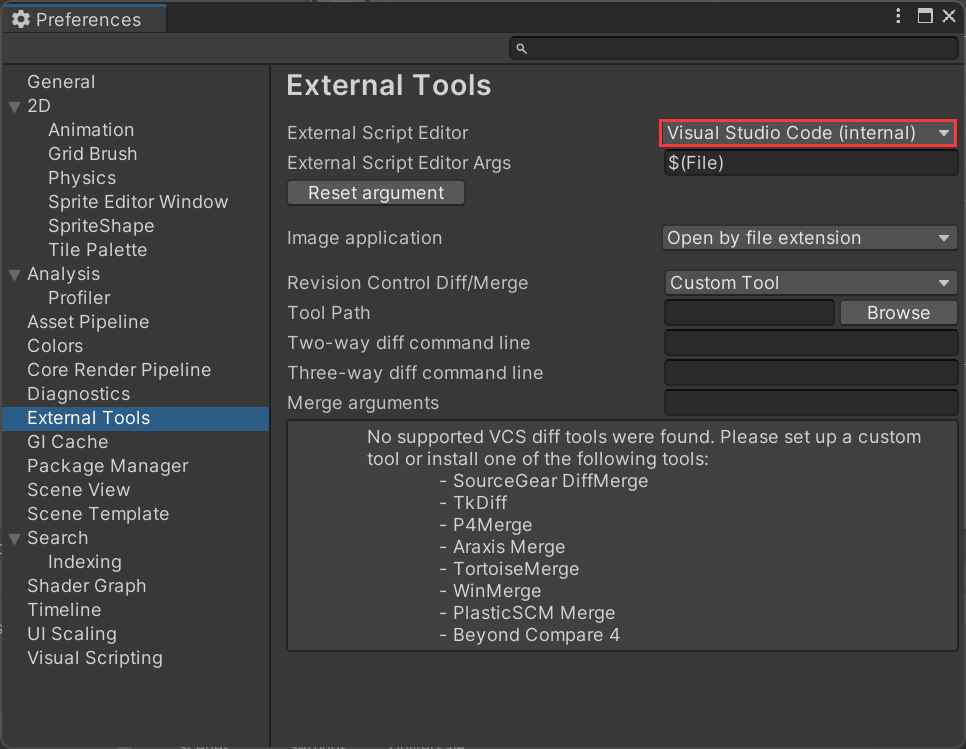 Preferences
General
External Tools
2D
Animation
Grid Brush
Physics
Sprite Editor Window
SpriteShape
Tile Palette
Analysis
Profiler
Asset Pipeline
Colors
Core Render Pipeline
Diagnostics
External Tools
GI Cache
Package Manager
Scene View
Scene Template
Search
Indexing
Shader Graph
Timeline
UI Scaling
Visual Scripting
External Script Editor Visual Studio Code (internal)
External Script Editor Args $(File)
Reset argument
Image application Open by file extension
Revision Control Diff/Merge Custom Tool
Tool Path Browse
Two-way diff command line
Three-way diff command line
Merge arguments
No supported VCS diff tools were found. Please set up a custom
tool or install one of the following tools:
- SourceGear DiffMerge
- TkDiff
- P4Merge
- Araxis Merge
- TortoiseMerge
- WinMerge
- PlasticSCM Merge
- Beyond Compare 4